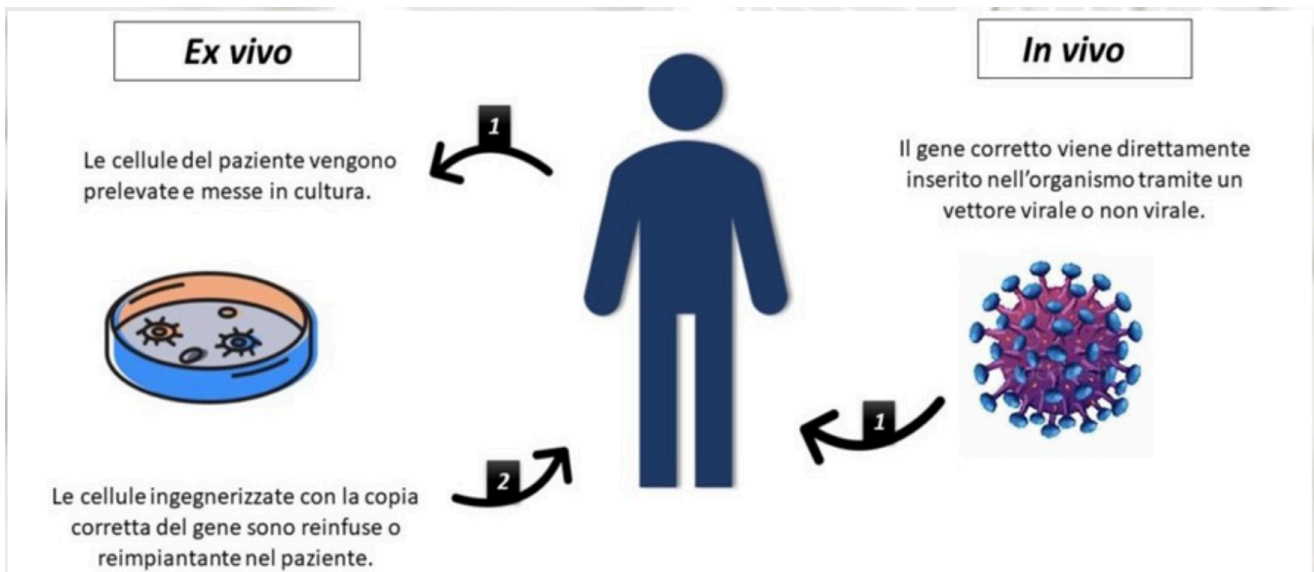 Ex vivo
1
Le cellule del paziente vengono
prelevate e messe in cultura.
2
Le cellule ingegnerizzate con la copia
corretta del gene sono reinfuse o
reimpiantante nel paziente.
In vivo
Il gene corretto viene direttamente
inserito nell'organismo tramite un
vettore virale o non virale.
1